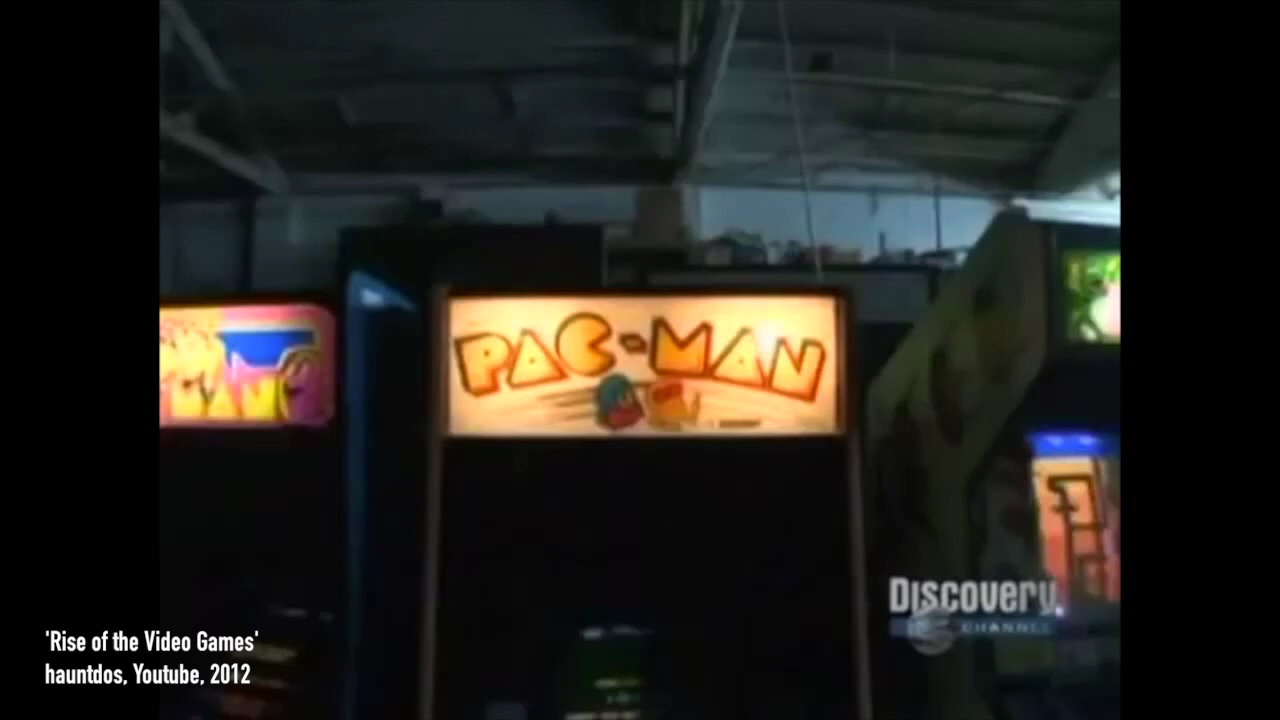 PAC-MAN
Discovery
CHANNEL
'Rise of the Video Games'
hauntdos, Youtube, 2012